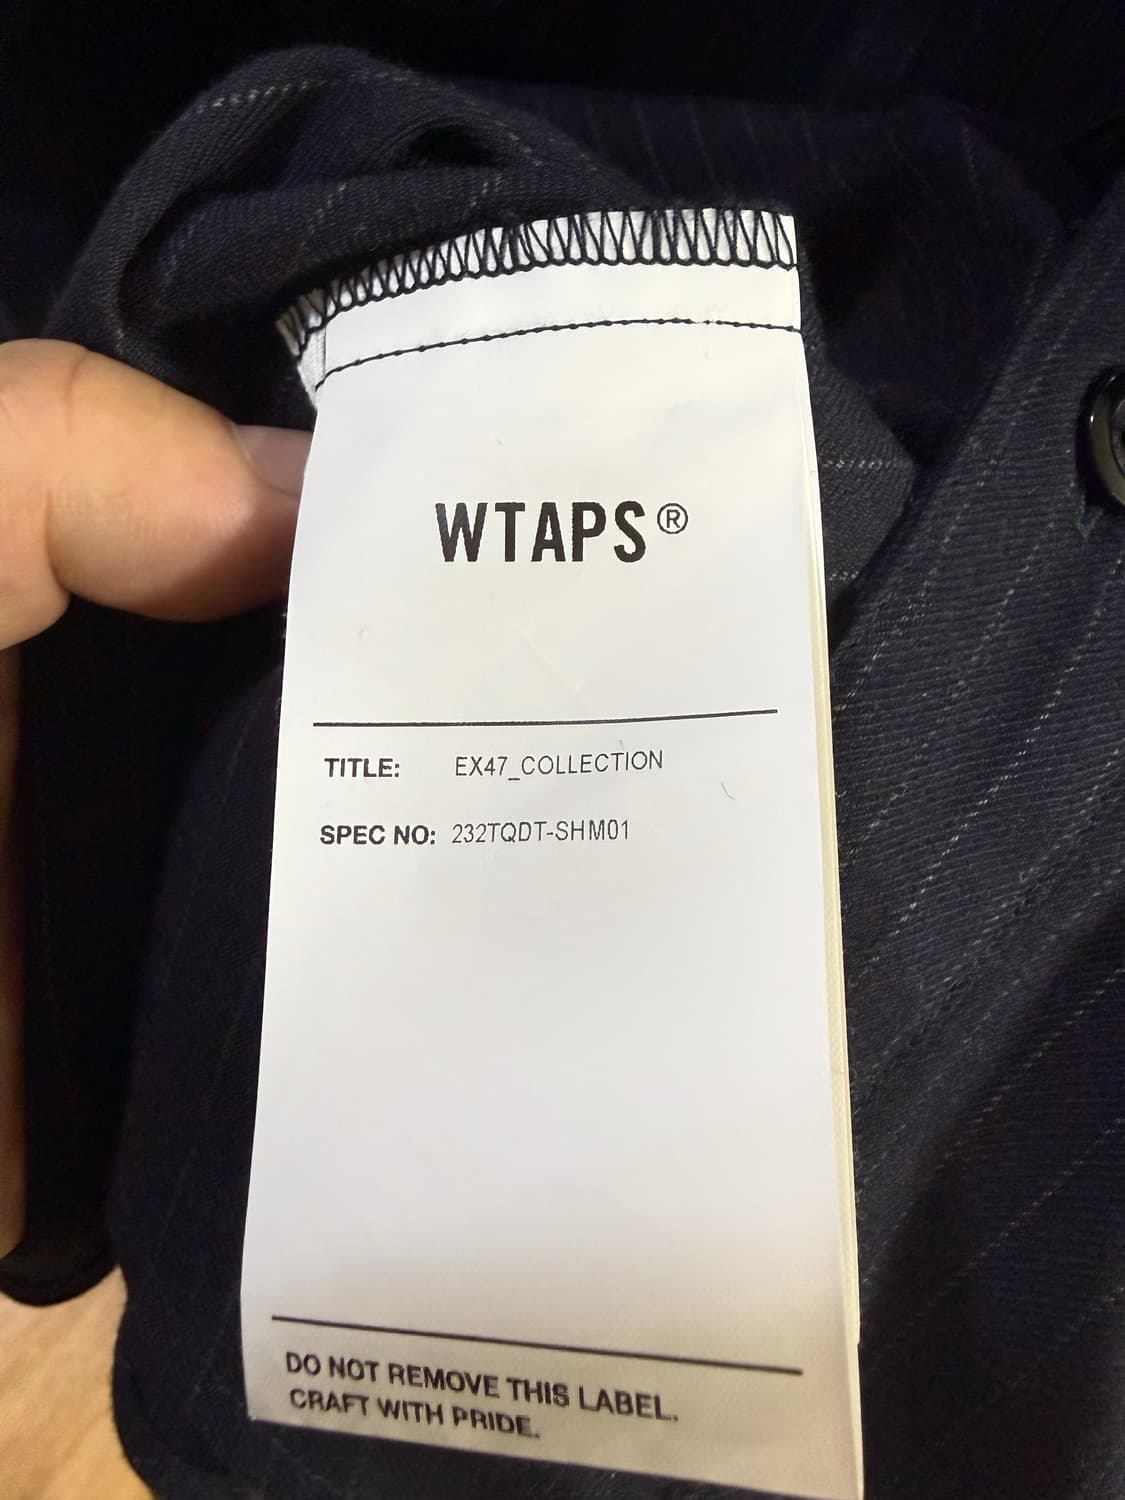 WTAPS®
TITLE: EX47_COLLECTION
SPEC NO: 232TQDT-SHM01
DO NOT REMOVE THIS LABEL.
CRAFT WITH PRIDE.